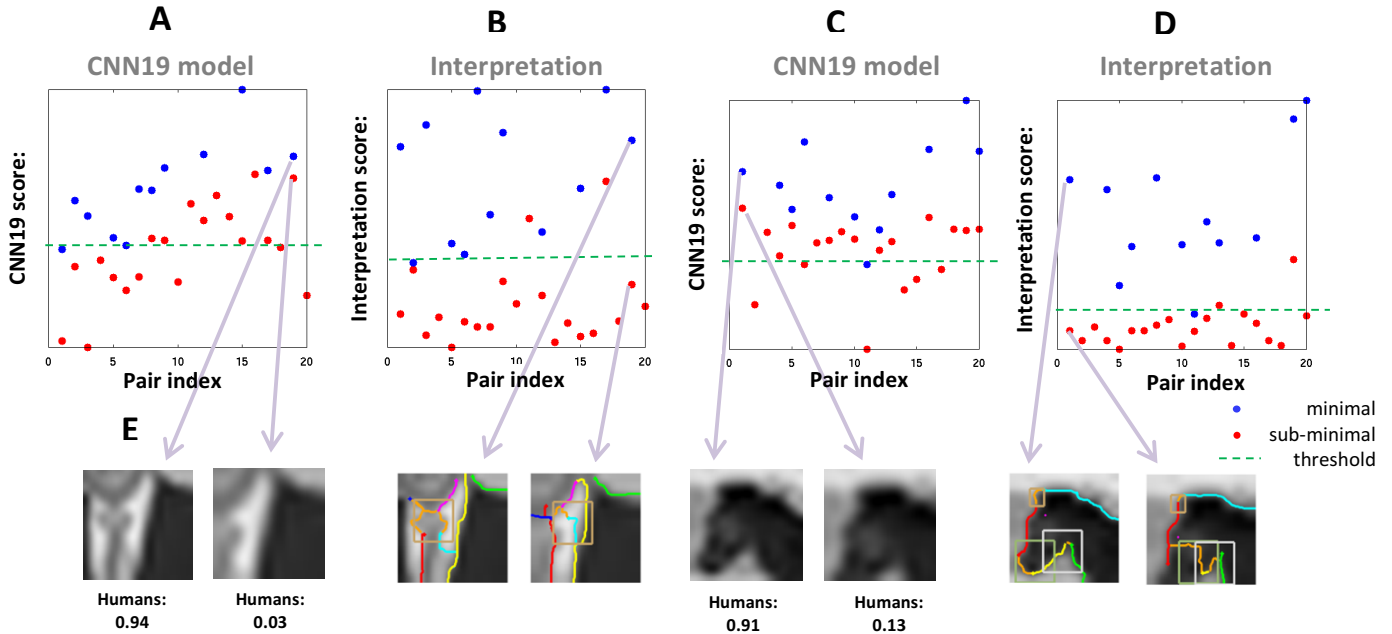 A
B
C
D
CNN19 model
Interpretation
CNN19 model
Interpretation
CNN19 score:
Interpretation score:
CNN19 score:
Interpretation score:
0 5 10 15 20
0 5 10 15 20
0 5 10 15 20
0 5 10 15 20
Pair index
Pair index
Pair index
Pair index
minimal
sub-minimal
threshold
E
Humans:
0.94
Humans:
0.03
Humans:
0.91
Humans:
0.13